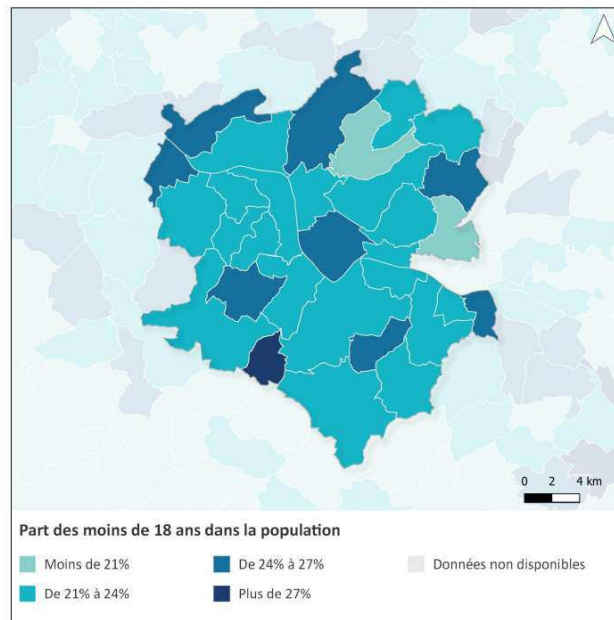 0 2 4 km
Part des moins de 18 ans dans la population
Moins de 21%
De 24% à 27%
Données non disponibles
De 21% à 24%
Plus de 27%